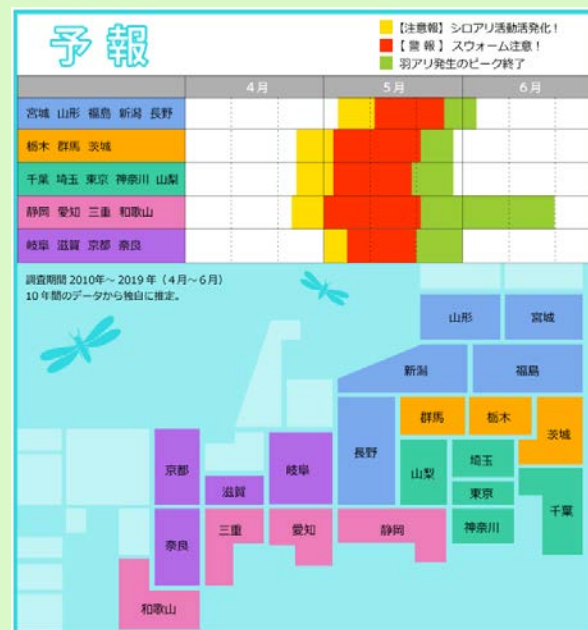 予報
【注意報】シロアリ活動活発化！
【警報】スウォーム注意！
羽アリ発生のピーク終了
4月 5月 6月
宮城 山形 福島 新潟 長野
栃木 群馬 茨城
千葉 埼玉 東京 神奈川 山梨
静岡 愛知 三重 和歌山
岐阜 滋賀 京都 奈良
調査期間 2010年～2019年（4月～6月）
10年間のデータから独自に推定。
山形 宮城
新潟 福島
群馬 栃木 茨城
長野 山梨 埼玉
京都 滋賀 岐阜
東京 千葉
奈良 三重 愛知 静岡 神奈川
和歌山